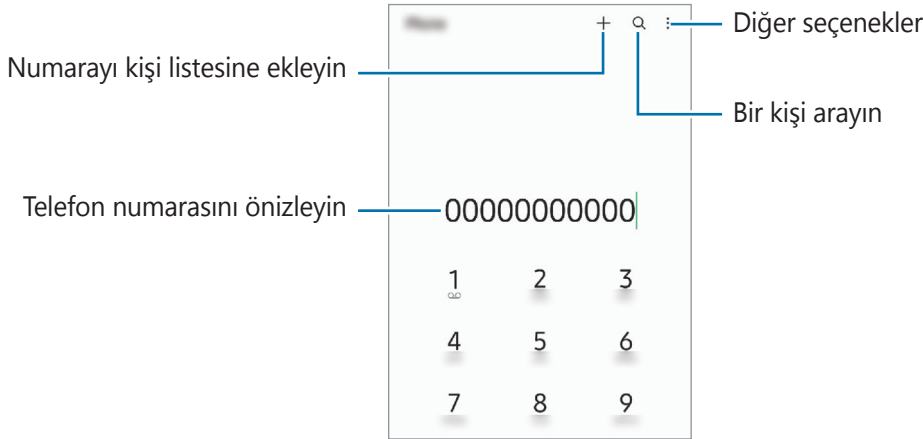 Diğer seçenekler
Numarayı kişi listesine ekleyin
Bir kişi arayın
Telefon numarasını önizleyin
00000000000
1 2 3
4 5 6
7 8 9